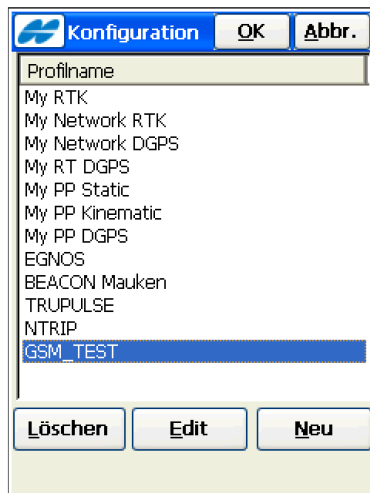 Konfiguration OK Abbr.
Profilname
My RTK
My Network RTK
My Network DGPS
My RT DGPS
My PP Static
My PP Kinematic
My PP DGPS
EGNOS
BEACON Mauken
TRUPULSE
NTRIP
GSM_TEST
Löschen Edit Neu